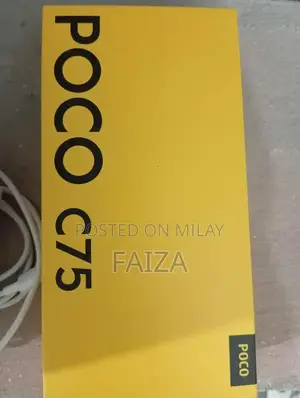 POCO C75
POSTED ON MILAY
FAIZA
POCO